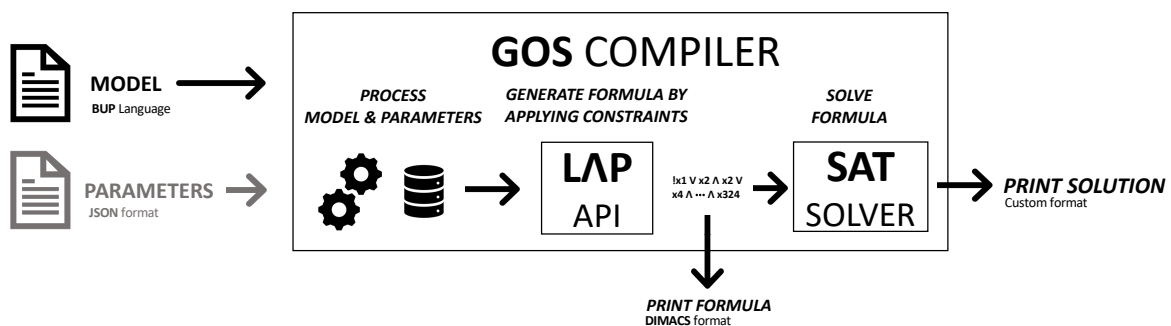 GOS COMPILER
MODEL
BUP Language
PROCESS
MODEL & PARAMETERS
GENERATE FORMULA BY
APPLYING CONSTRAINTS
SOLVE
FORMULA
PARAMETERS
JSON format
LΛP
API
!x1 V x2 Λ x2 V
x4 Λ ··· Λ x324
SAT
SOLVER
PRINT SOLUTION
Custom format
PRINT FORMULA
DIMACS format